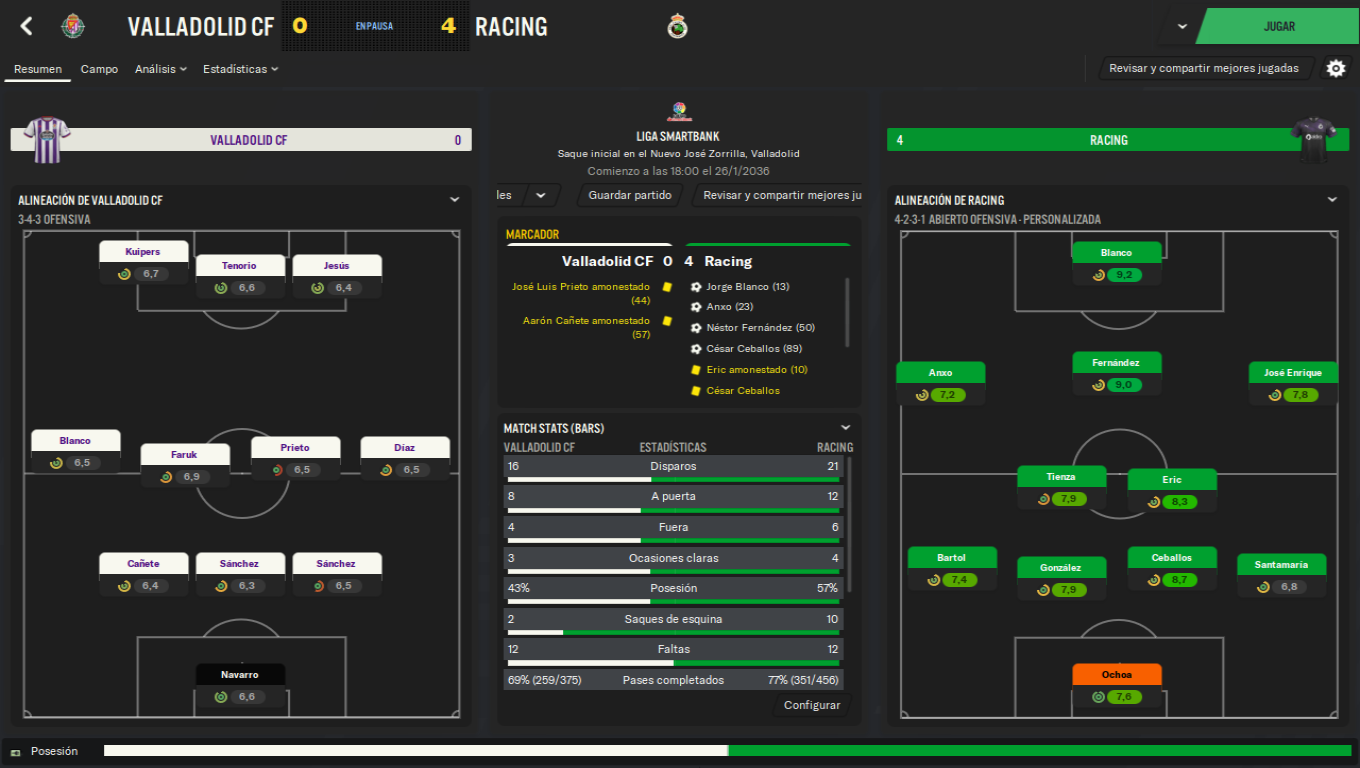 VALLADOLID CF 0 EN PAUSA 4 RACING
JUGAR
Resumen Campo Análisis Estadísticas
Revisar y compartir mejores jugadas
VALLADOLID CF 0
ALINEACIÓN DE VALLADOLID CF
3-4-3 OFENSIVA
Kuipers
6,7
Tenorio
6,6
Jesús
6,4
Blanco
6,5
Faruk
6,9
Prieto
6,5
Díaz
6,5
Cañete
6,4
Sánchez
6,3
Sánchez
6,5
Navarro
6,6
LIGA SMARTBANK
Saque inicial en el Nuevo José Zorrilla, Valladolid
Comienzo a las 18:00 el 26/1/2036
les
Guardar partido
Revisar y compartir mejores ju
MARCADOR
Valladolid CF 0 4 Racing
José Luis Prieto amonestado
(44)
Aarón Cañete amonestado
(57)
Jorge Blanco (13)
Anxo (23)
Néstor Fernández (50)
César Ceballos (89)
Eric amonestado (10)
César Ceballos
MATCH STATS (BARS)
VALLADOLID CF ESTADÍSTICAS RACING
16 Disparos 21
8 A puerta 12
4 Fuera 6
3 Ocasiones claras 4
43% Posesión 57%
2 Saques de esquina 10
12 Faltas 12
69% (259/375) Pases completados 77% (351/456)
Configurar
4 RACING
ALINEACIÓN DE RACING
4-2-3-1 ABIERTO OFENSIVA - PERSONALIZADA
Blanco
9,2
Anxo
7,2
Fernández
9,0
José Enrique
7,8
Tienza
7,9
Eric
8,3
Bartol
7,4
González
7,9
Ceballos
8,7
Santamaría
6,8
Ochoa
7,6
Posesión